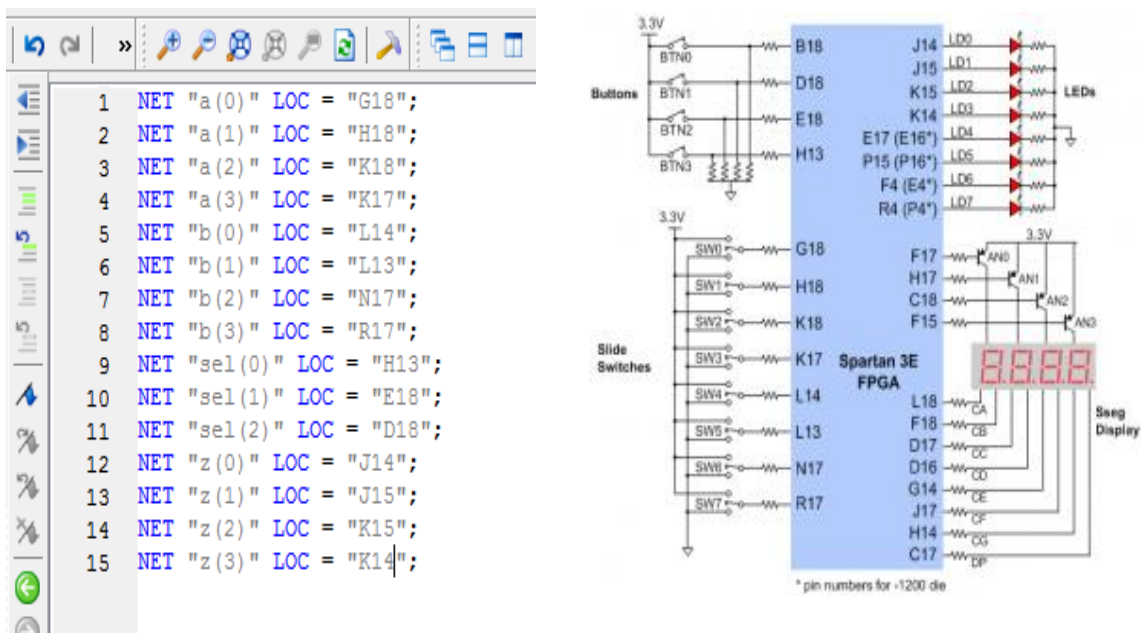 »
1 NET "a(0)" LOC = "G18";
2 NET "a(1)" LOC = "H18";
3 NET "a(2)" LOC = "K18";
4 NET "a(3)" LOC = "K17";
5 NET "b(0)" LOC = "L14";
6 NET "b(1)" LOC = "L13";
7 NET "b(2)" LOC = "N17";
8 NET "b(3)" LOC = "R17";
9 NET "sel(0)" LOC = "H13";
10 NET "sel(1)" LOC = "E18";
11 NET "sel(2)" LOC = "D18";
12 NET "z(0)" LOC = "J14";
13 NET "z(1)" LOC = "J15";
14 NET "z(2)" LOC = "K15";
15 NET "z(3)" LOC = "K14";
3.3V
Buttons
BTN0 B18
BTN1 D18
BTN2 E18
BTN3 H13
J14 LD0
J15 LD1
K15 LD2
K14 LD3
E17 (E16*) LD4
P15 (P16*) LD5
F4 (E4*) LD6
R4 (P4*) LD7
LEDs
3.3V
Slide
Switches
SW0 G18
SW1 H18
SW2 K18
SW3 K17
SW4 L14
SW5 L13
SW6 N17
SW7 R17
Spartan 3E
FPGA
3.3V
F17 AN0
H17 AN1
C18 AN2
F15 AN3
8.8.8.8.
L18 CA
F18 CB
D17 CC
D16 CD
G14 CE
J17 CF
H14 CG
C17 DP
Sseg
Display
* pin numbers for -1200 die